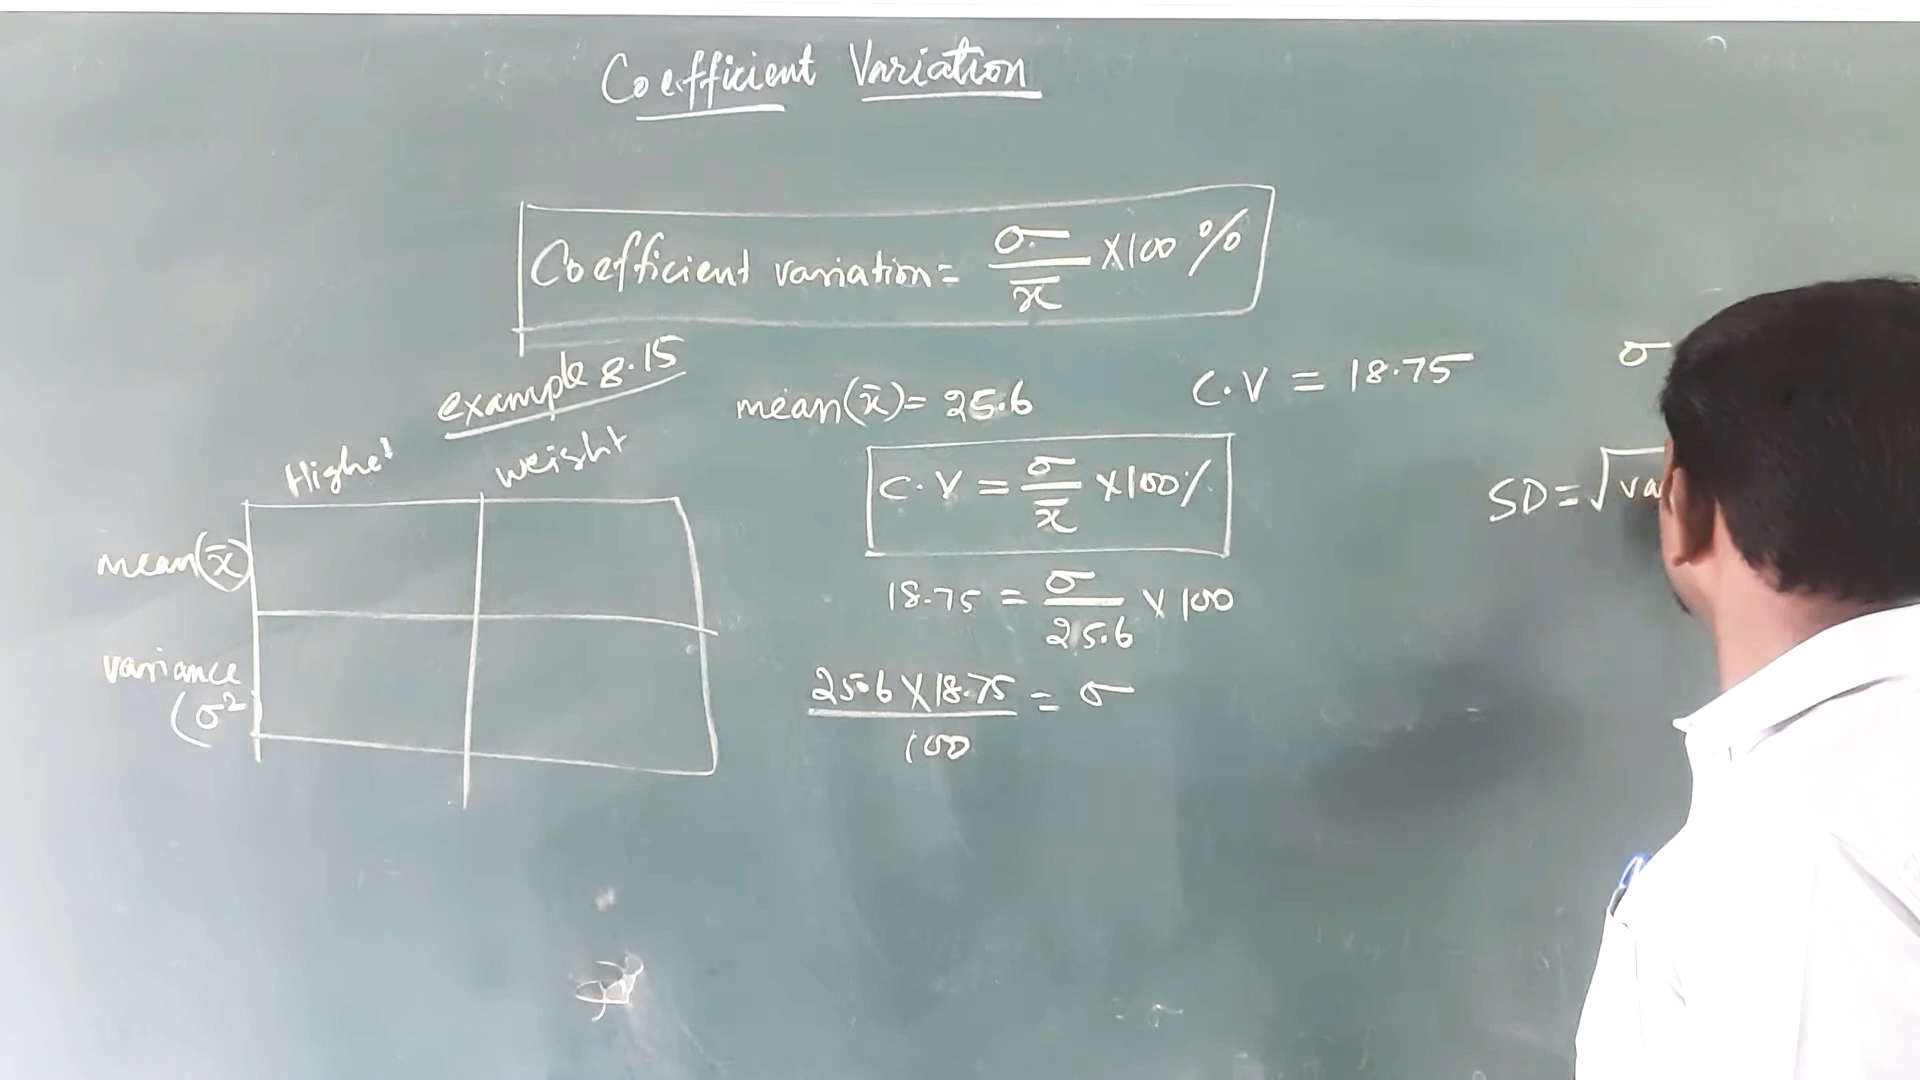 Coefficient Variation
Coefficient variation = σ/x̄ ×100 %
example 8.15
Highet weight
mean(x̄)
variance
(σ²
mean(x̄) = 25.6
C.V = 18.75
C.V = σ/x̄ ×100%
18.75 = σ/25.6 × 100
25.6 × 18.75/100 = σ
σ
SD = √va